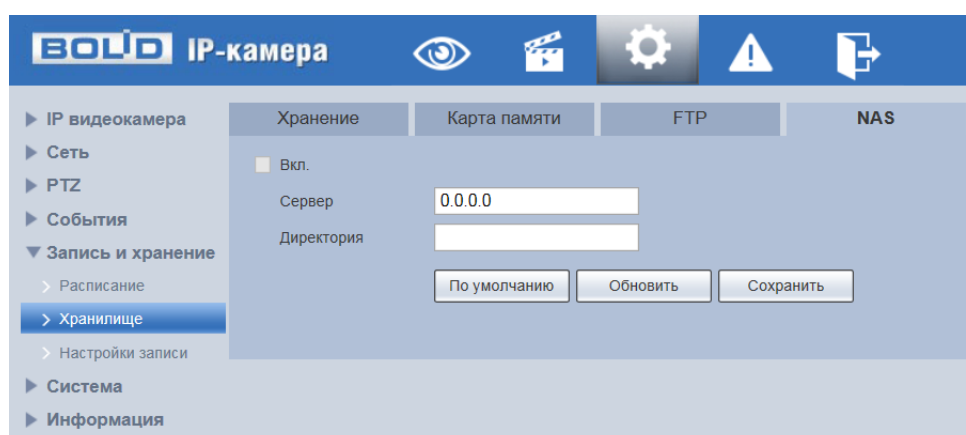 BOLID IP-камера
IP видеокамера
Сеть
PTZ
События
Запись и хранение
Расписание
Хранилище
Настройки записи
Система
Информация
Хранение Карта памяти FTP NAS
Вкл.
Сервер 0.0.0.0
Директория
По умолчанию Обновить Сохранить